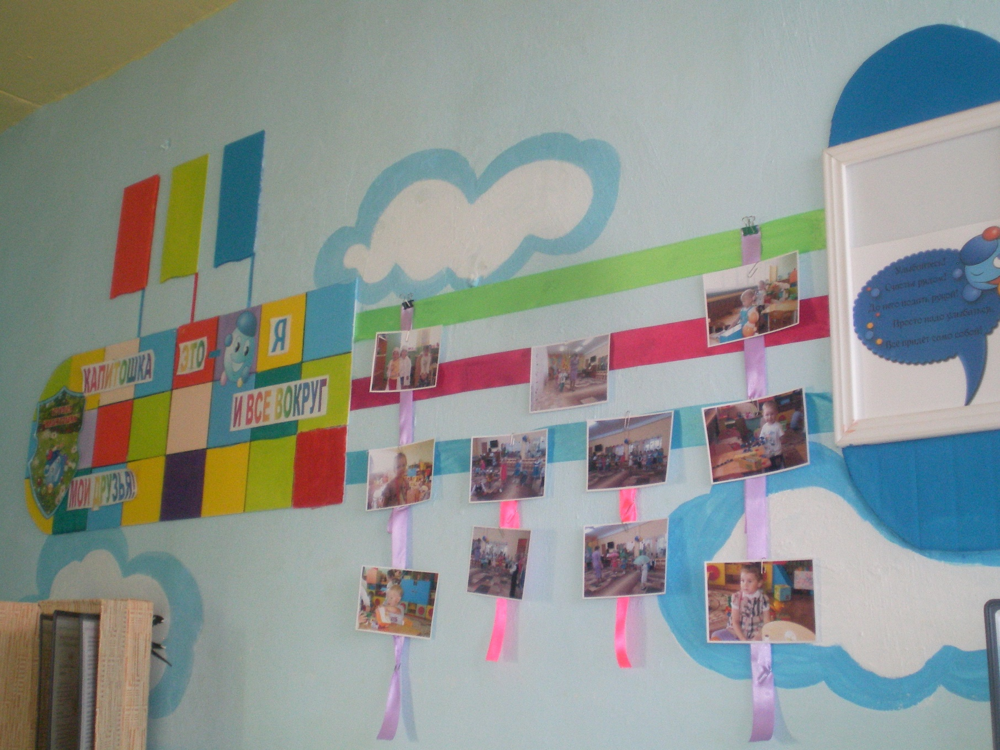 КАПИТОШКА
ЭТО -
Я
И ВСЕ ВОКРУГ
МОИ ДРУЗЬЯ!
Улыбайтесь!
Счастье рядом!
До него подать рукой!
Просто надо улыбаться..
Всё придёт само собой!